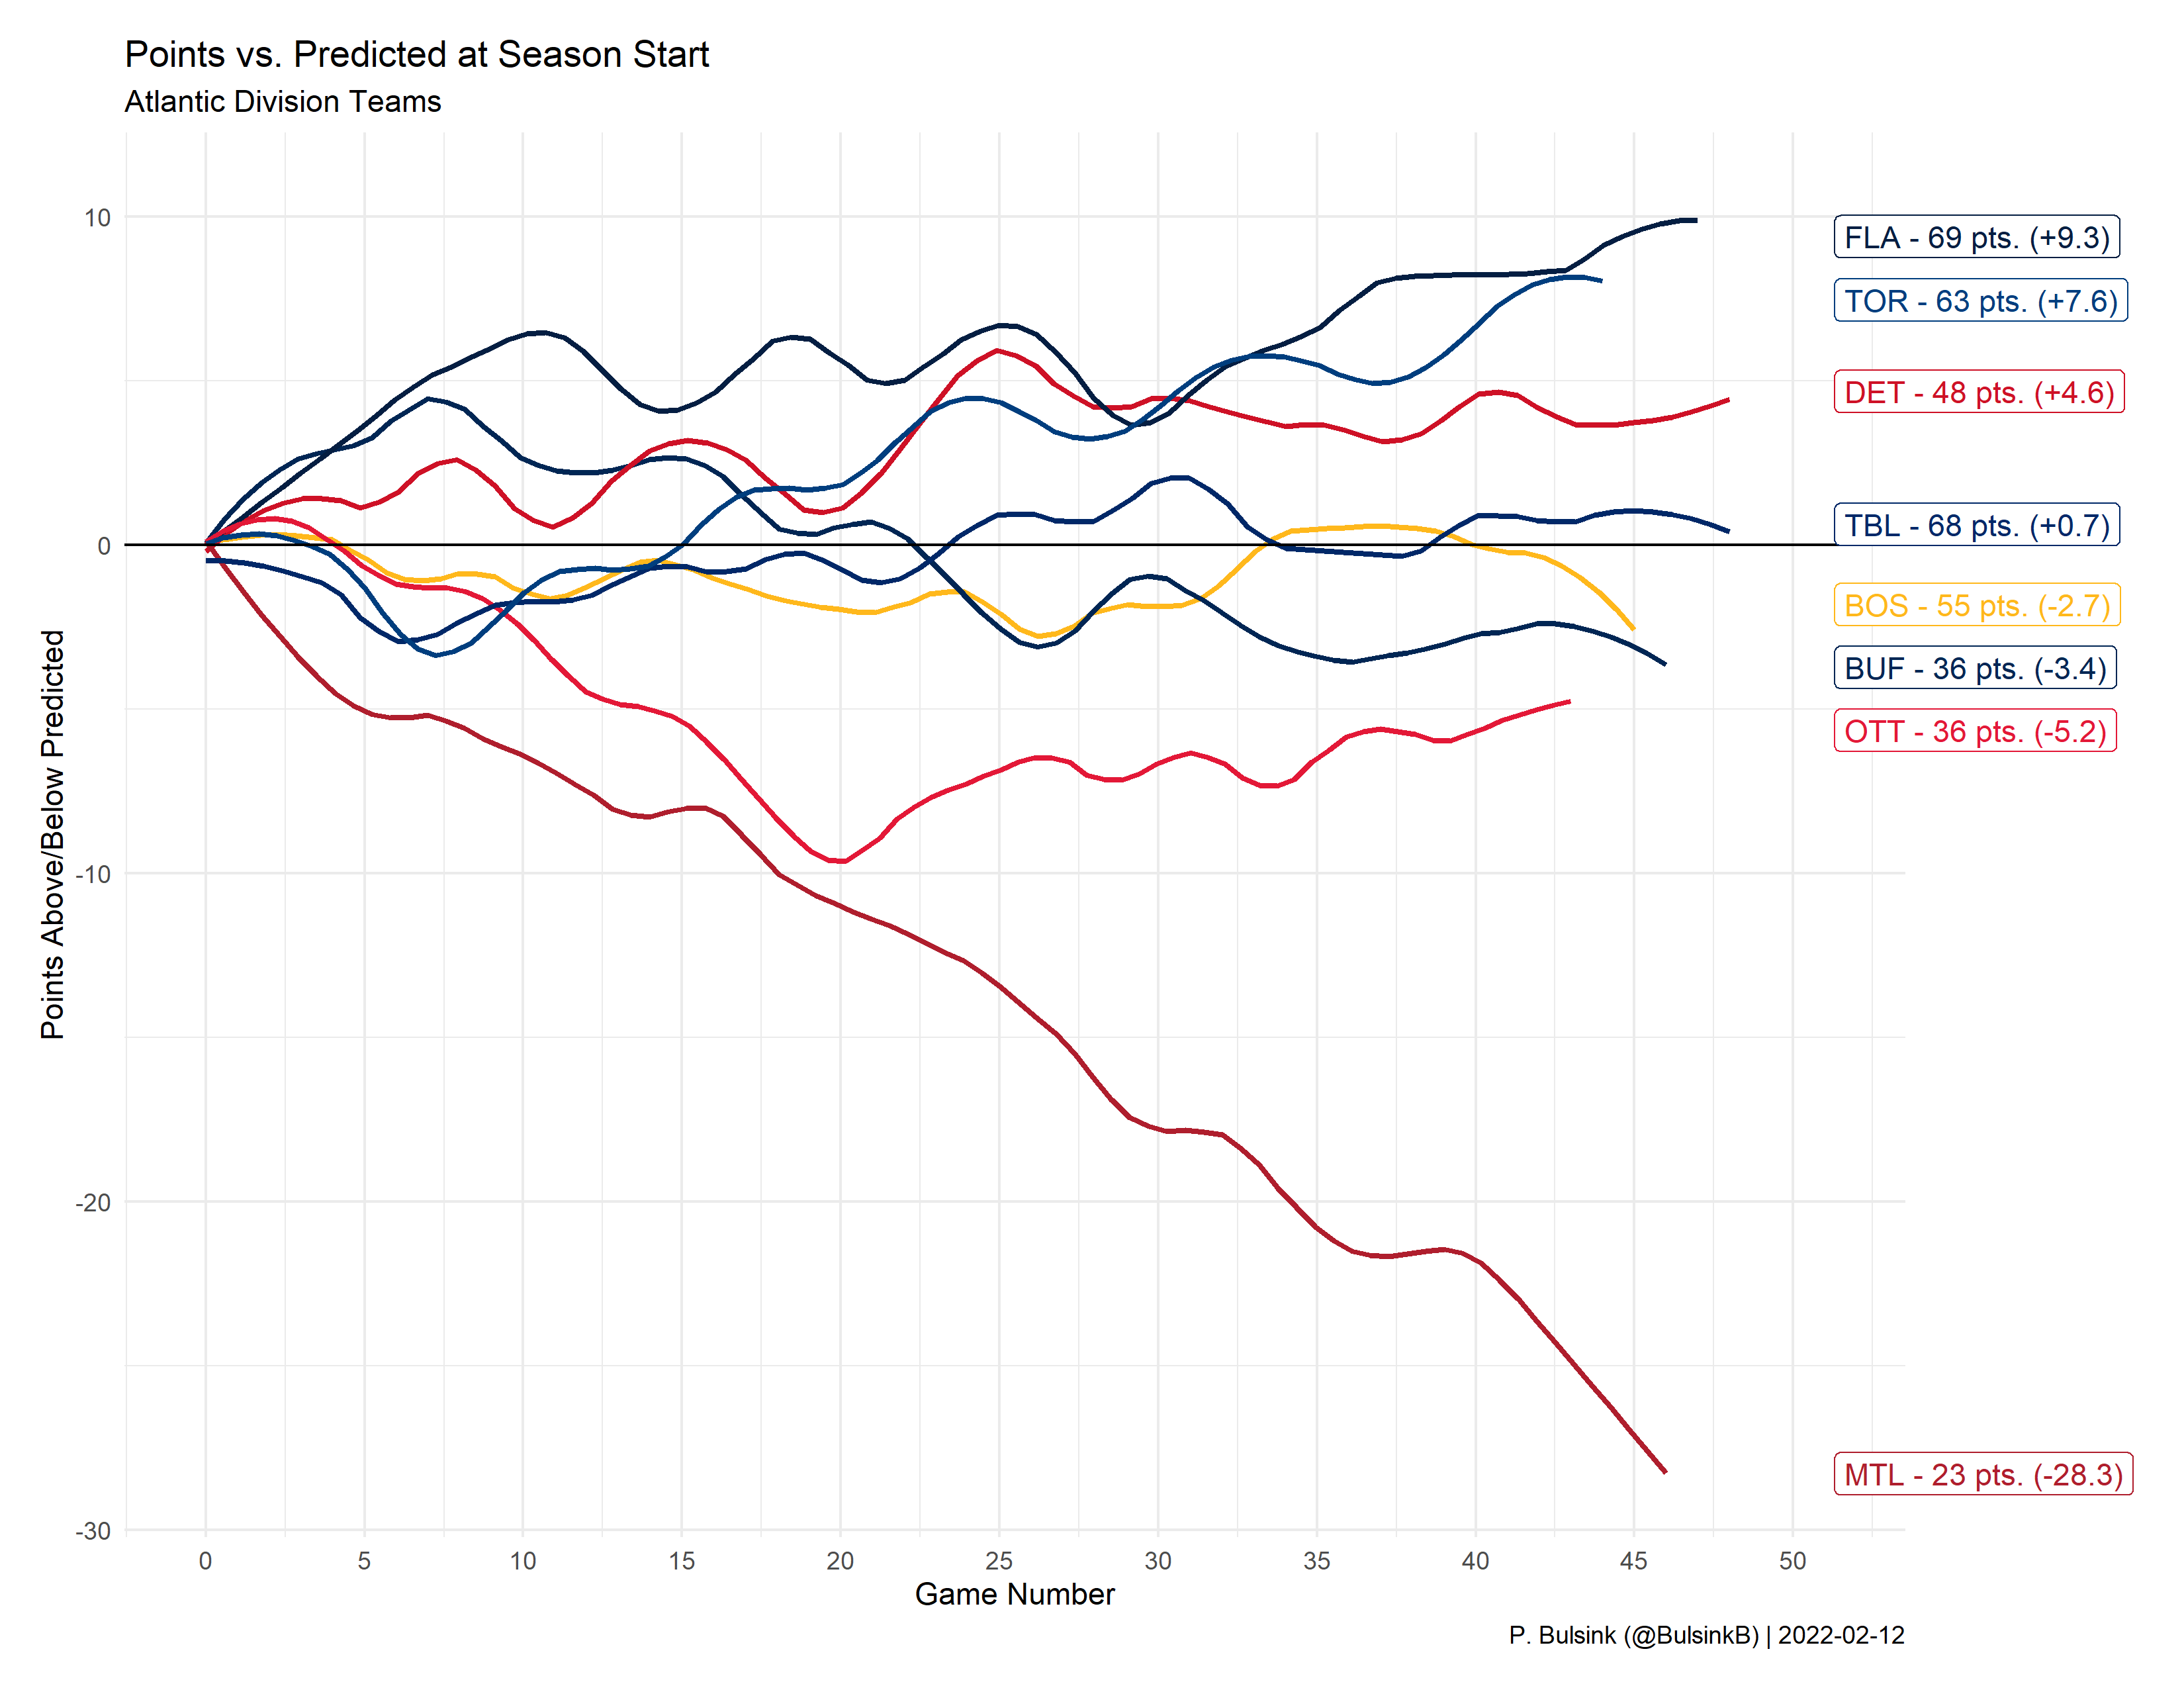 Points vs. Predicted at Season Start
Atlantic Division Teams
Points Above/Below Predicted
10
0
-10
-20
-30
FLA - 69 pts. (+9.3)
TOR - 63 pts. (+7.6)
DET - 48 pts. (+4.6)
TBL - 68 pts. (+0.7)
BOS - 55 pts. (-2.7)
BUF - 36 pts. (-3.4)
OTT - 36 pts. (-5.2)
MTL - 23 pts. (-28.3)
0 5 10 15 20 25 30 35 40 45 50
Game Number
P. Bulsink (@BulsinkB) | 2022-02-12